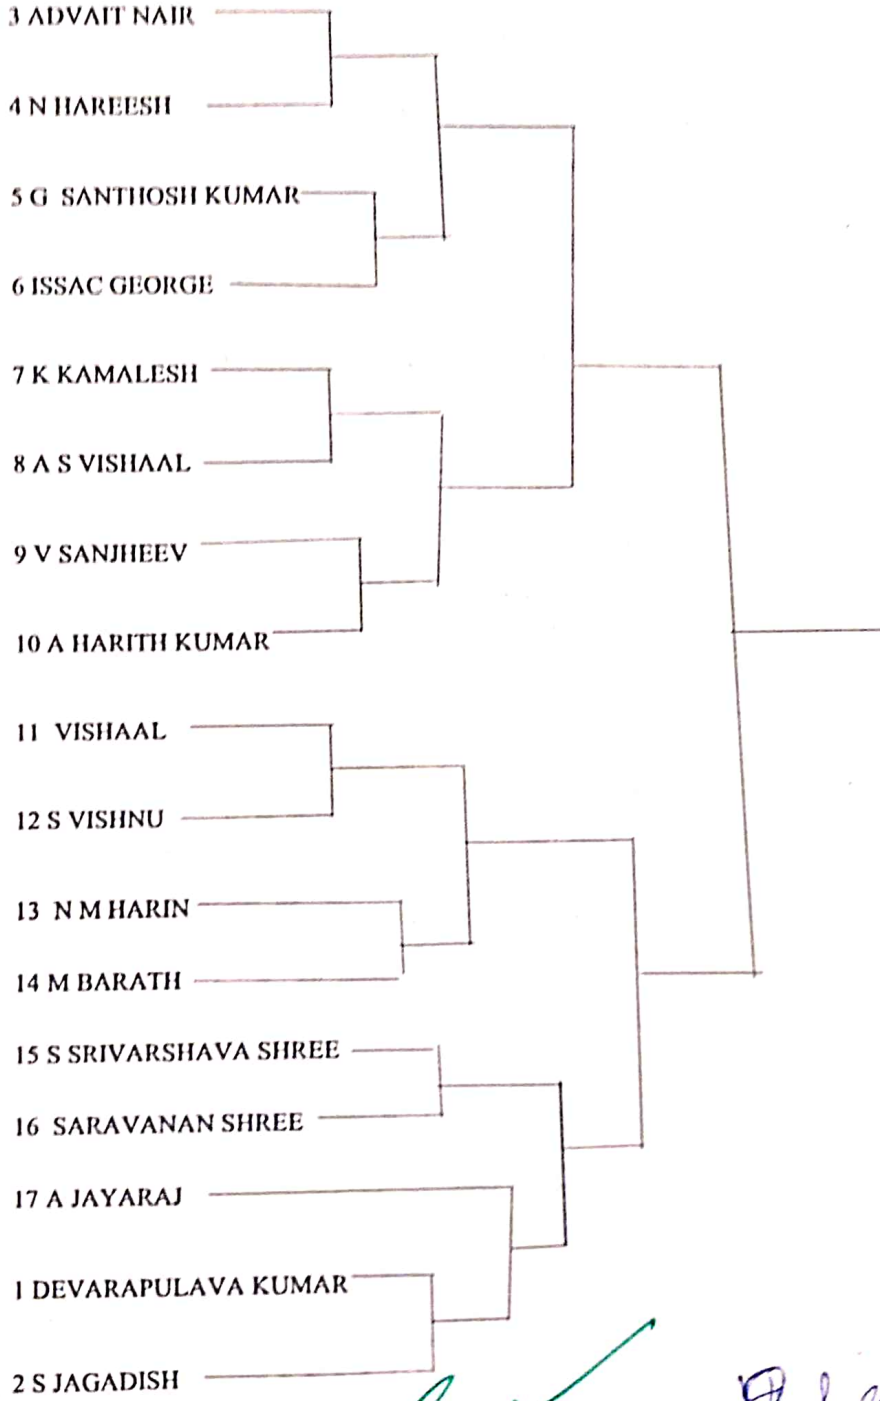 3 ADVAIT NAIR
4 N HAREESH
5 G SANTHOSH KUMAR
6 ISSAC GEORGE
7 K KAMALESH
8 A S VISHAAL
9 V SANJHEEV
10 A HARITH KUMAR
11 VISHAAL
12 S VISHNU
13 N M HARIN
14 M BARATH
15 S SRIVARSHAVA SHREE
16 SARAVANAN SHREE
17 A JAYARAJ
1 DEVARAPULAVA KUMAR
2 S JAGADISH